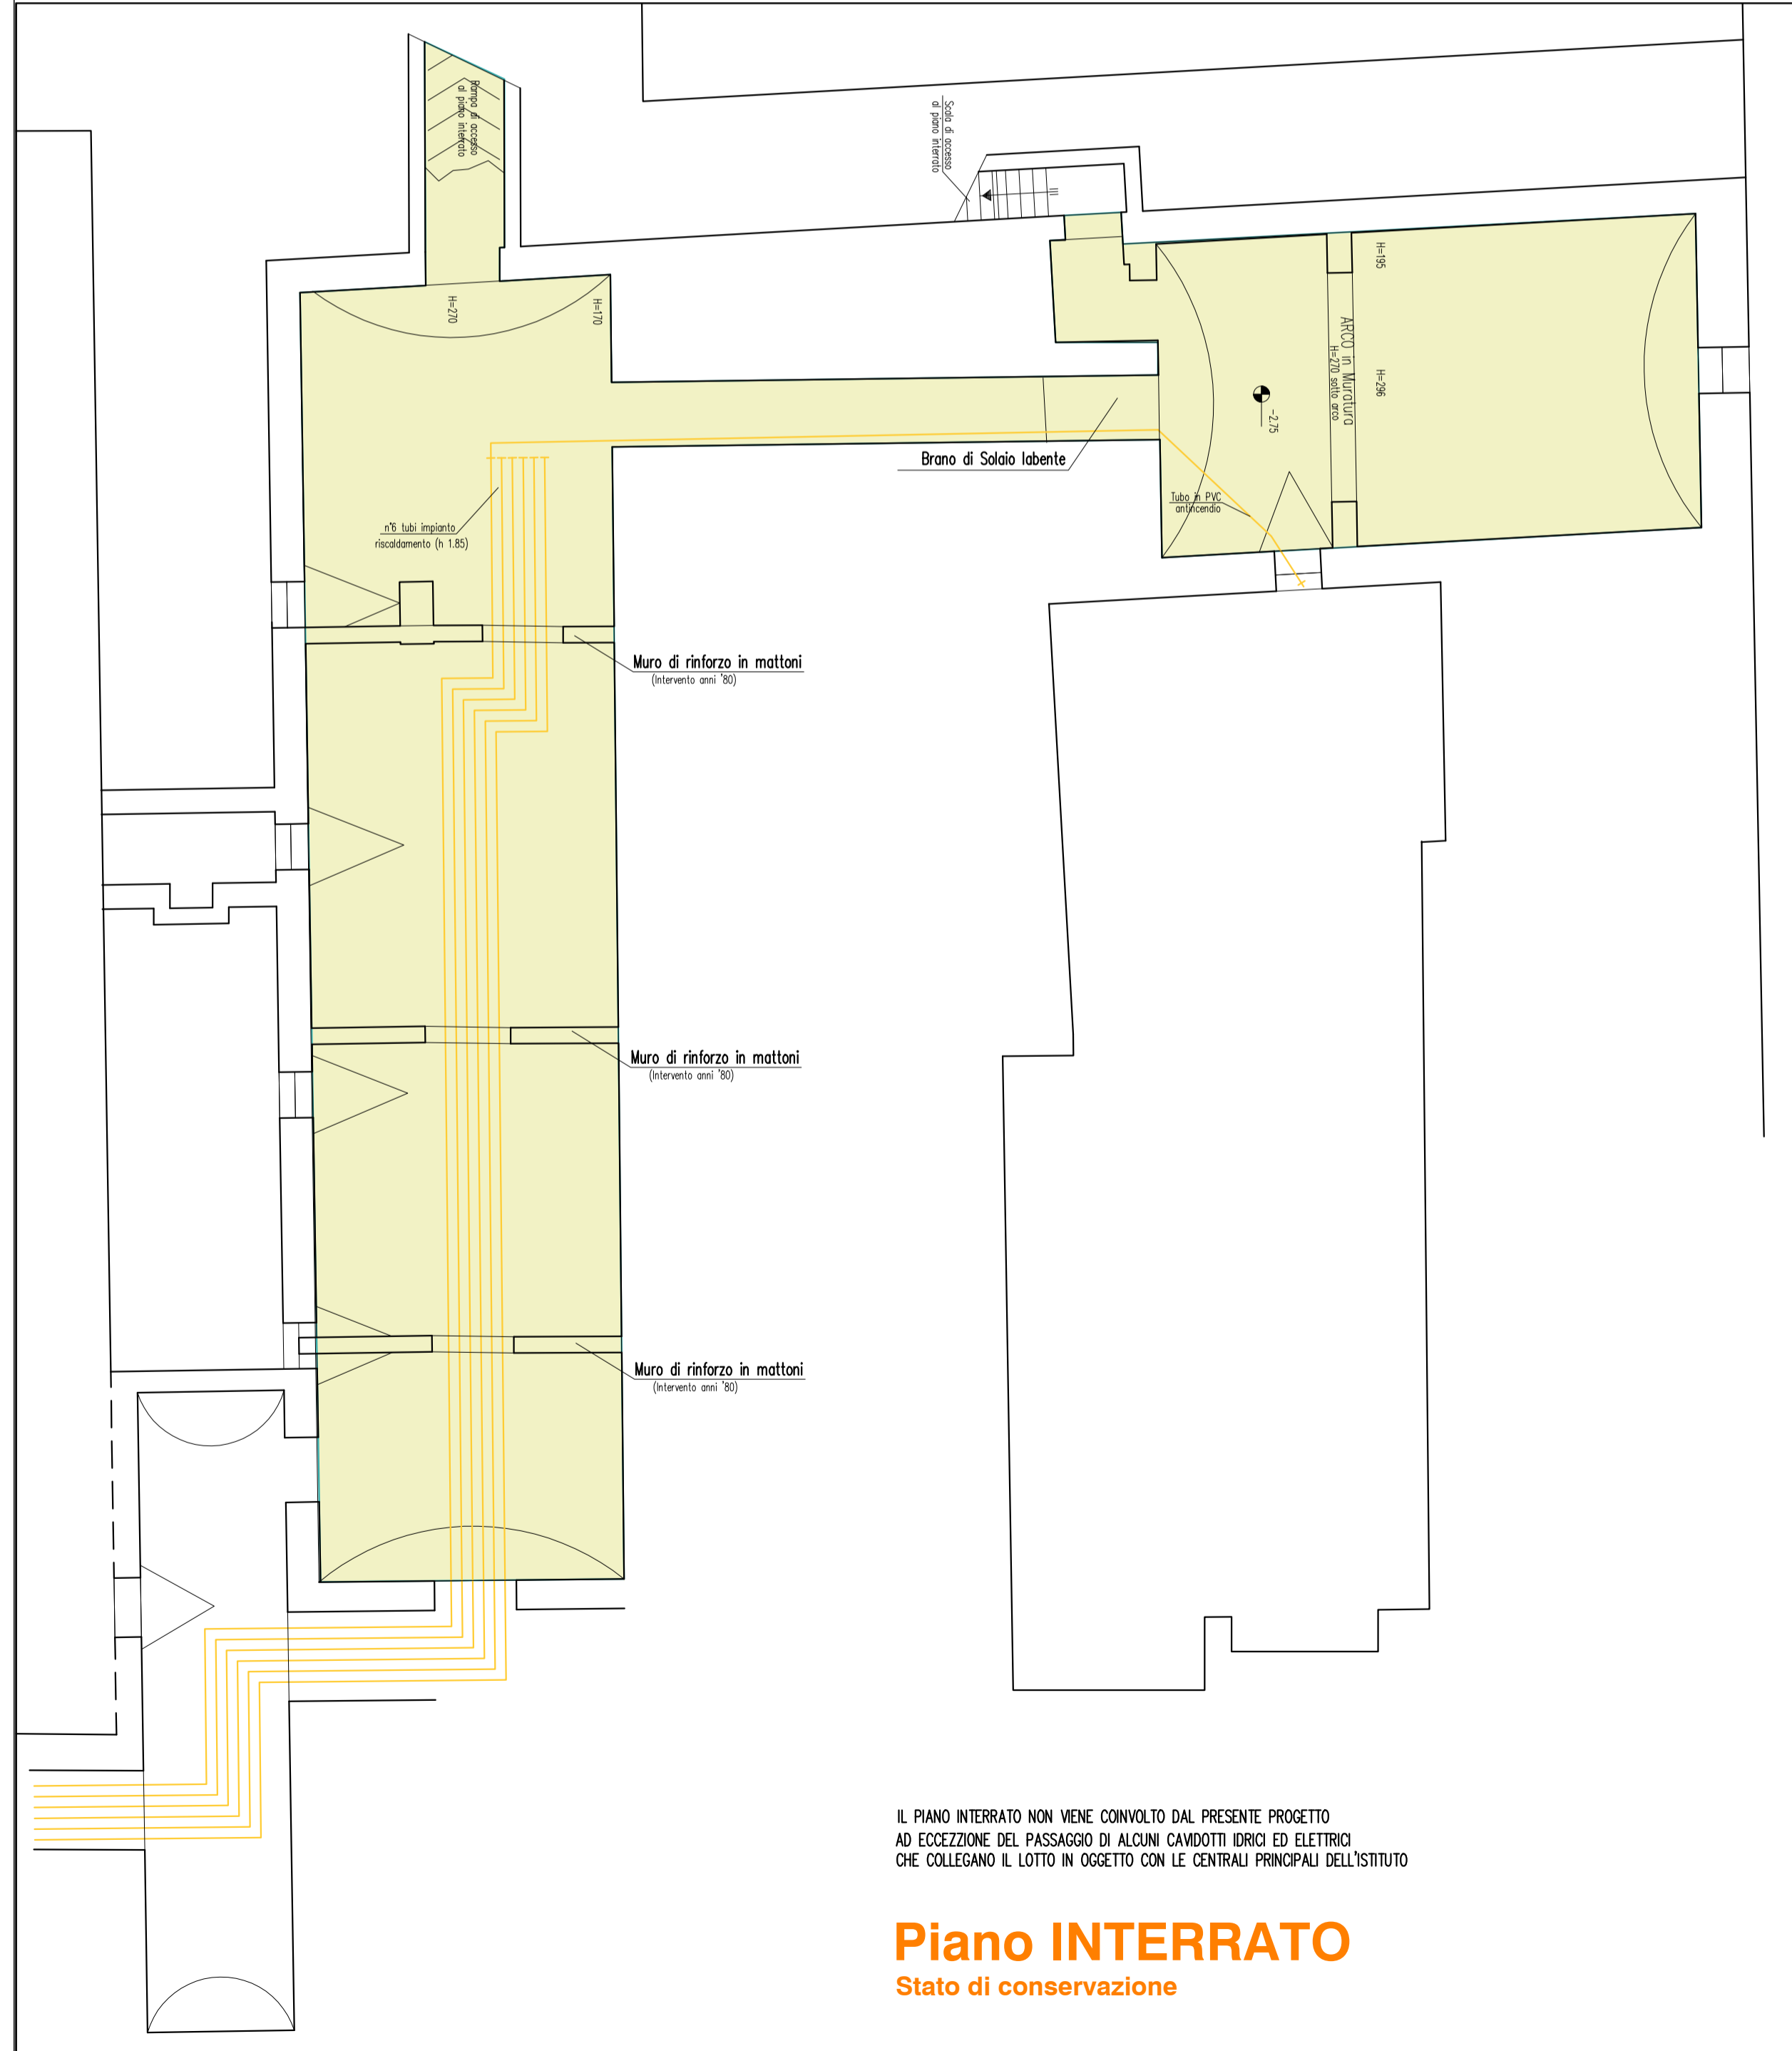 Rampa di accesso
al piano interrato
Scala di accesso
al piano interrato
H=270
H=170
H=195
ARCO in Muratura
H=270 sotto arco
H=296
-2.75
Brano di Solaio labente
Tubo in PVC
antincendio
n°6 tubi impianto
riscaldamento (h 1.85)
Muro di rinforzo in mattoni
(Intervento anni '80)
Muro di rinforzo in mattoni
(Intervento anni '80)
Muro di rinforzo in mattoni
(Intervento anni '80)
IL PIANO INTERRATO NON VIENE COINVOLTO DAL PRESENTE PROGETTO
AD ECCEZZIONE DEL PASSAGGIO DI ALCUNI CAVIDOTTI IDRICI ED ELETTRICI
CHE COLLEGANO IL LOTTO IN OGGETTO CON LE CENTRALI PRINCIPALI DELL'ISTITUTO
Piano INTERRATO
Stato di conservazione